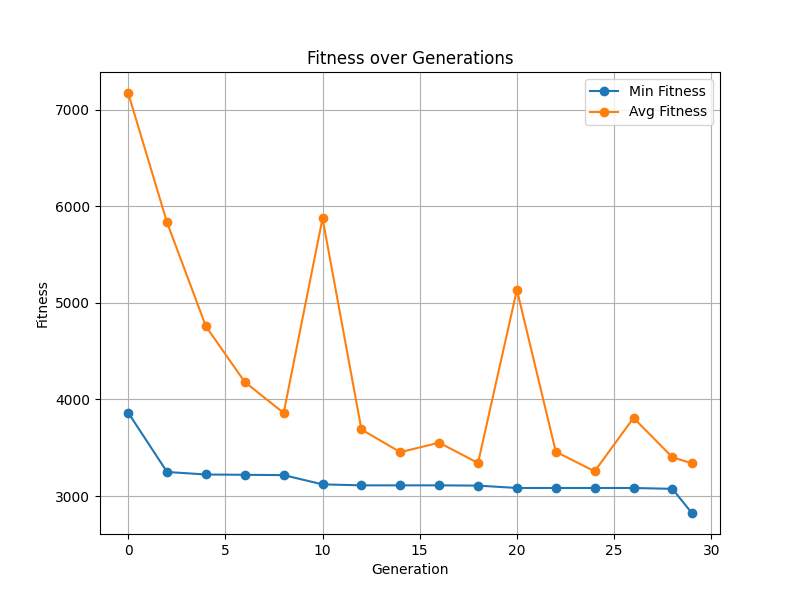 Fitness over Generations
Min Fitness
Avg Fitness
7000
6000
5000
4000
3000
Fitness
0 5 10 15 20 25 30
Generation